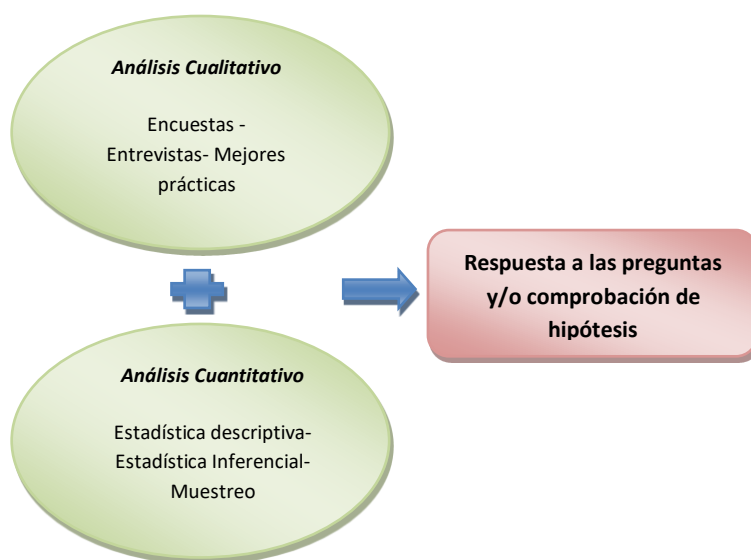 Análisis Cualitativo
Encuestas -
Entrevistas- Mejores
prácticas
Respuesta a las preguntas
y/o comprobación de
hipótesis
Análisis Cuantitativo
Estadística descriptiva-
Estadística Inferencial-
Muestreo